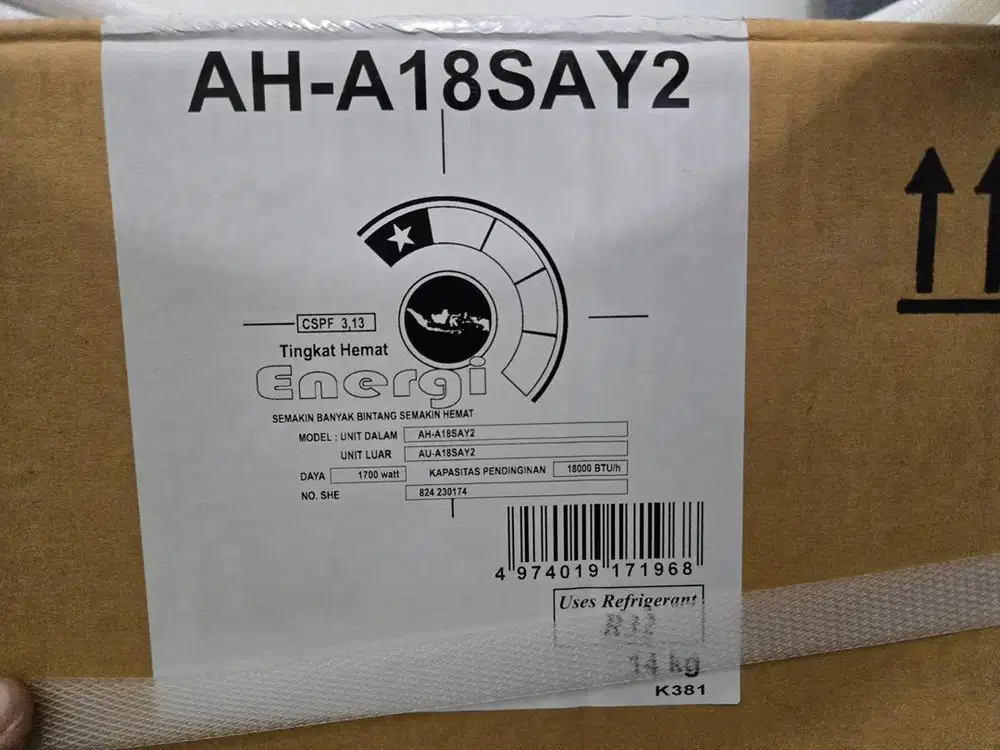 AH-A18SAY2
CSPF 3,13
Tingkat Hemat
Energi
SEMAKIN BANYAK BINTANG SEMAKIN HEMAT
MODEL : UNIT DALAM AH-A18SAY2
UNIT LUAR AU-A18SAY2
DAYA 1700 watt KAPASITAS PENDINGINAN 18000 BTU/h
NO. SHE 824 230174
4 974019 171968
Uses Refrigerant
kg
K381